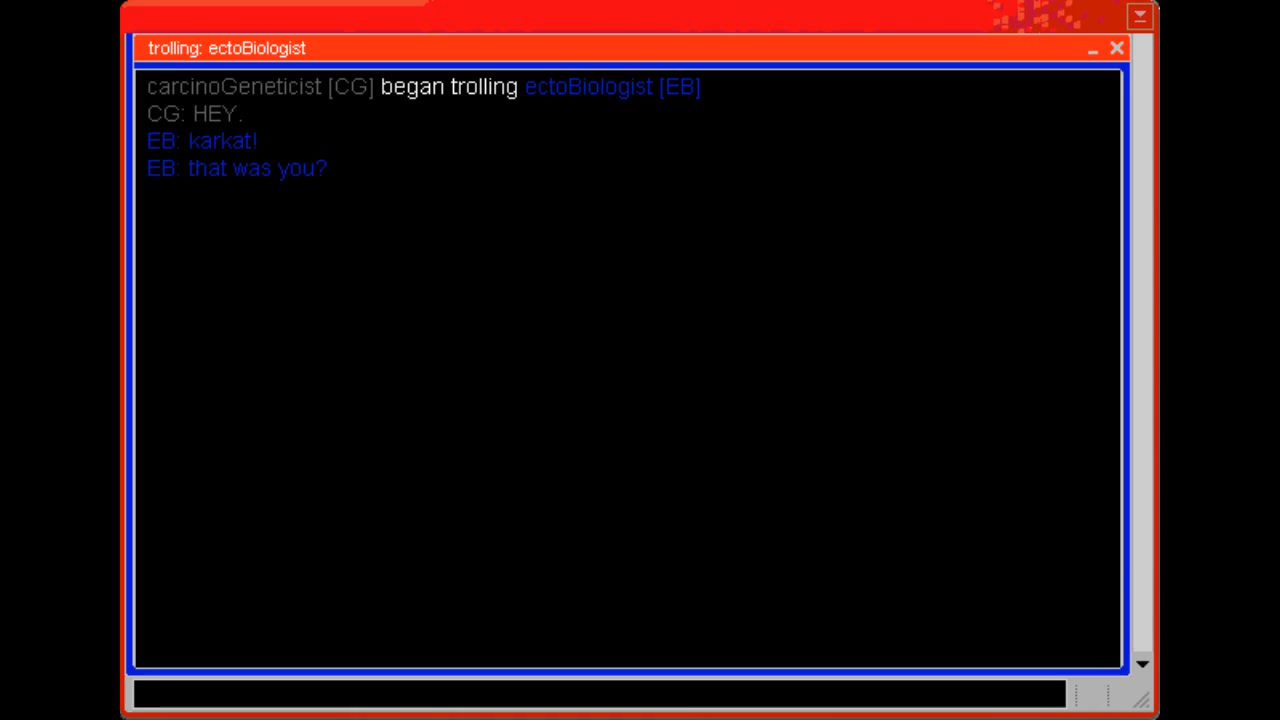 trolling: ectoBiologist
carcinoGeneticist [CG] began trolling ectoBiologist [EB]
CG: HEY.
EB: karkat!
EB: that was you?